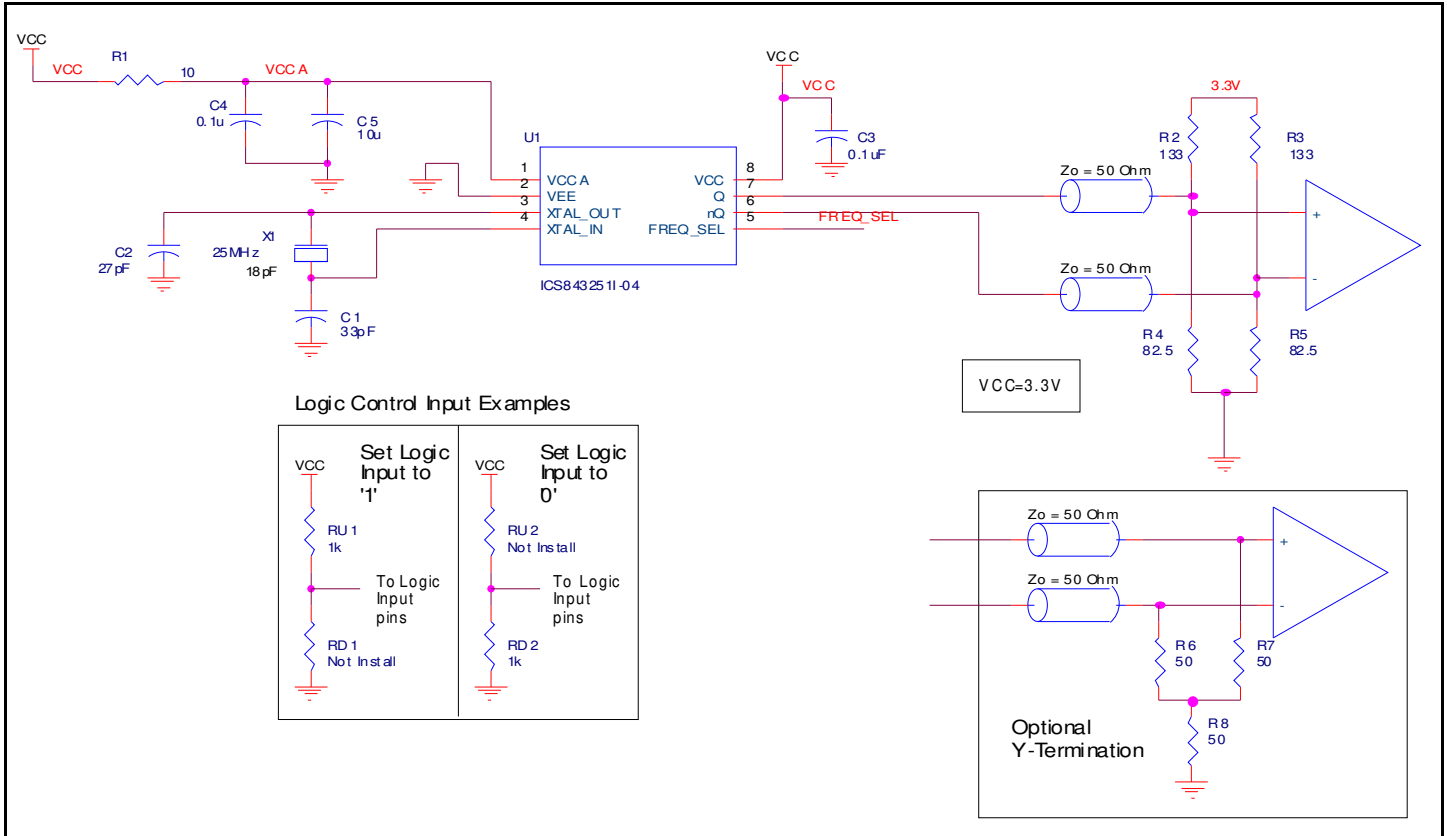 VCC
VCC
R1
10
VCCA
C4
0.1u
C5
10u
U1
1
2
3
4
VCCA
VEE
XTAL_OUT
XTAL_IN
VCC
Q
nQ
FREQ_SEL
8
7
6
5
ICS843251I-04
C2
27pF
X1
25MHz
18pF
C1
33pF
VCC
VCC
C3
0.1uF
FREQ_SEL
Zo = 50 Ohm
Zo = 50 Ohm
3.3V
R2
133
R3
133
+
-
R4
82.5
R5
82.5
VCC=3.3V
Logic Control Input Examples
VCC
Set Logic
Input to
'1'
RU1
1k
To Logic
Input
pins
RD1
Not Install
VCC
Set Logic
Input to
'0'
RU2
Not Install
To Logic
Input
pins
RD2
1k
Zo = 50 Ohm
Zo = 50 Ohm
+
-
R6
50
R7
50
R8
50
Optional
Y-Termination